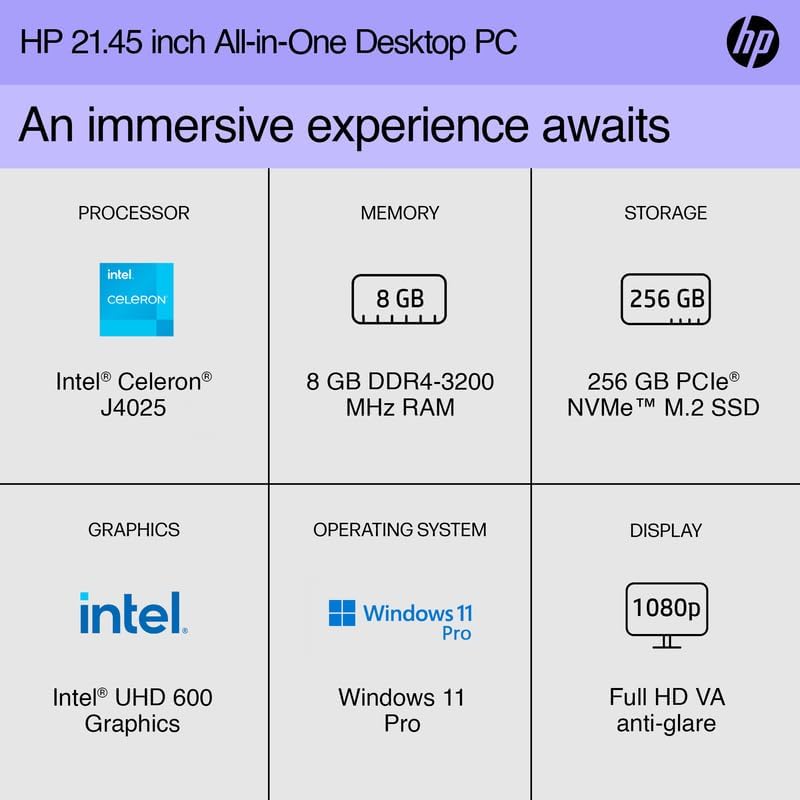 HP 21.45 inch All-in-One Desktop PC
hp
An immersive experience awaits
PROCESSOR
intel.
CELERON
Intel® Celeron®
J4025
MEMORY
8 GB
8 GB DDR4-3200
MHz RAM
STORAGE
256 GB
256 GB PCIe®
NVMe™ M.2 SSD
GRAPHICS
intel.
Intel® UHD 600
Graphics
OPERATING SYSTEM
Windows 11
Pro
Windows 11
Pro
DISPLAY
1080p
Full HD VA
anti-glare